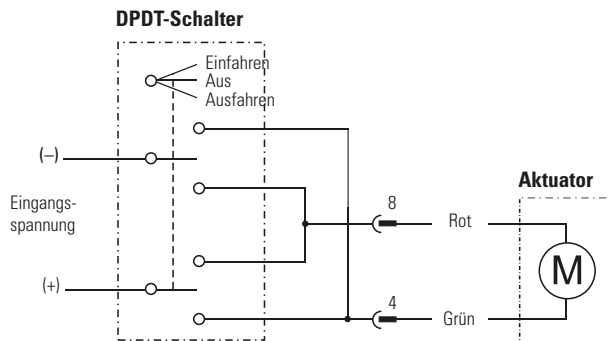 DPDT-Schalter
Einfahren
Aus
Ausfahren
(–)
Eingangs-
spannung
(+)
8
Rot
4
Grün
Aktuator
M